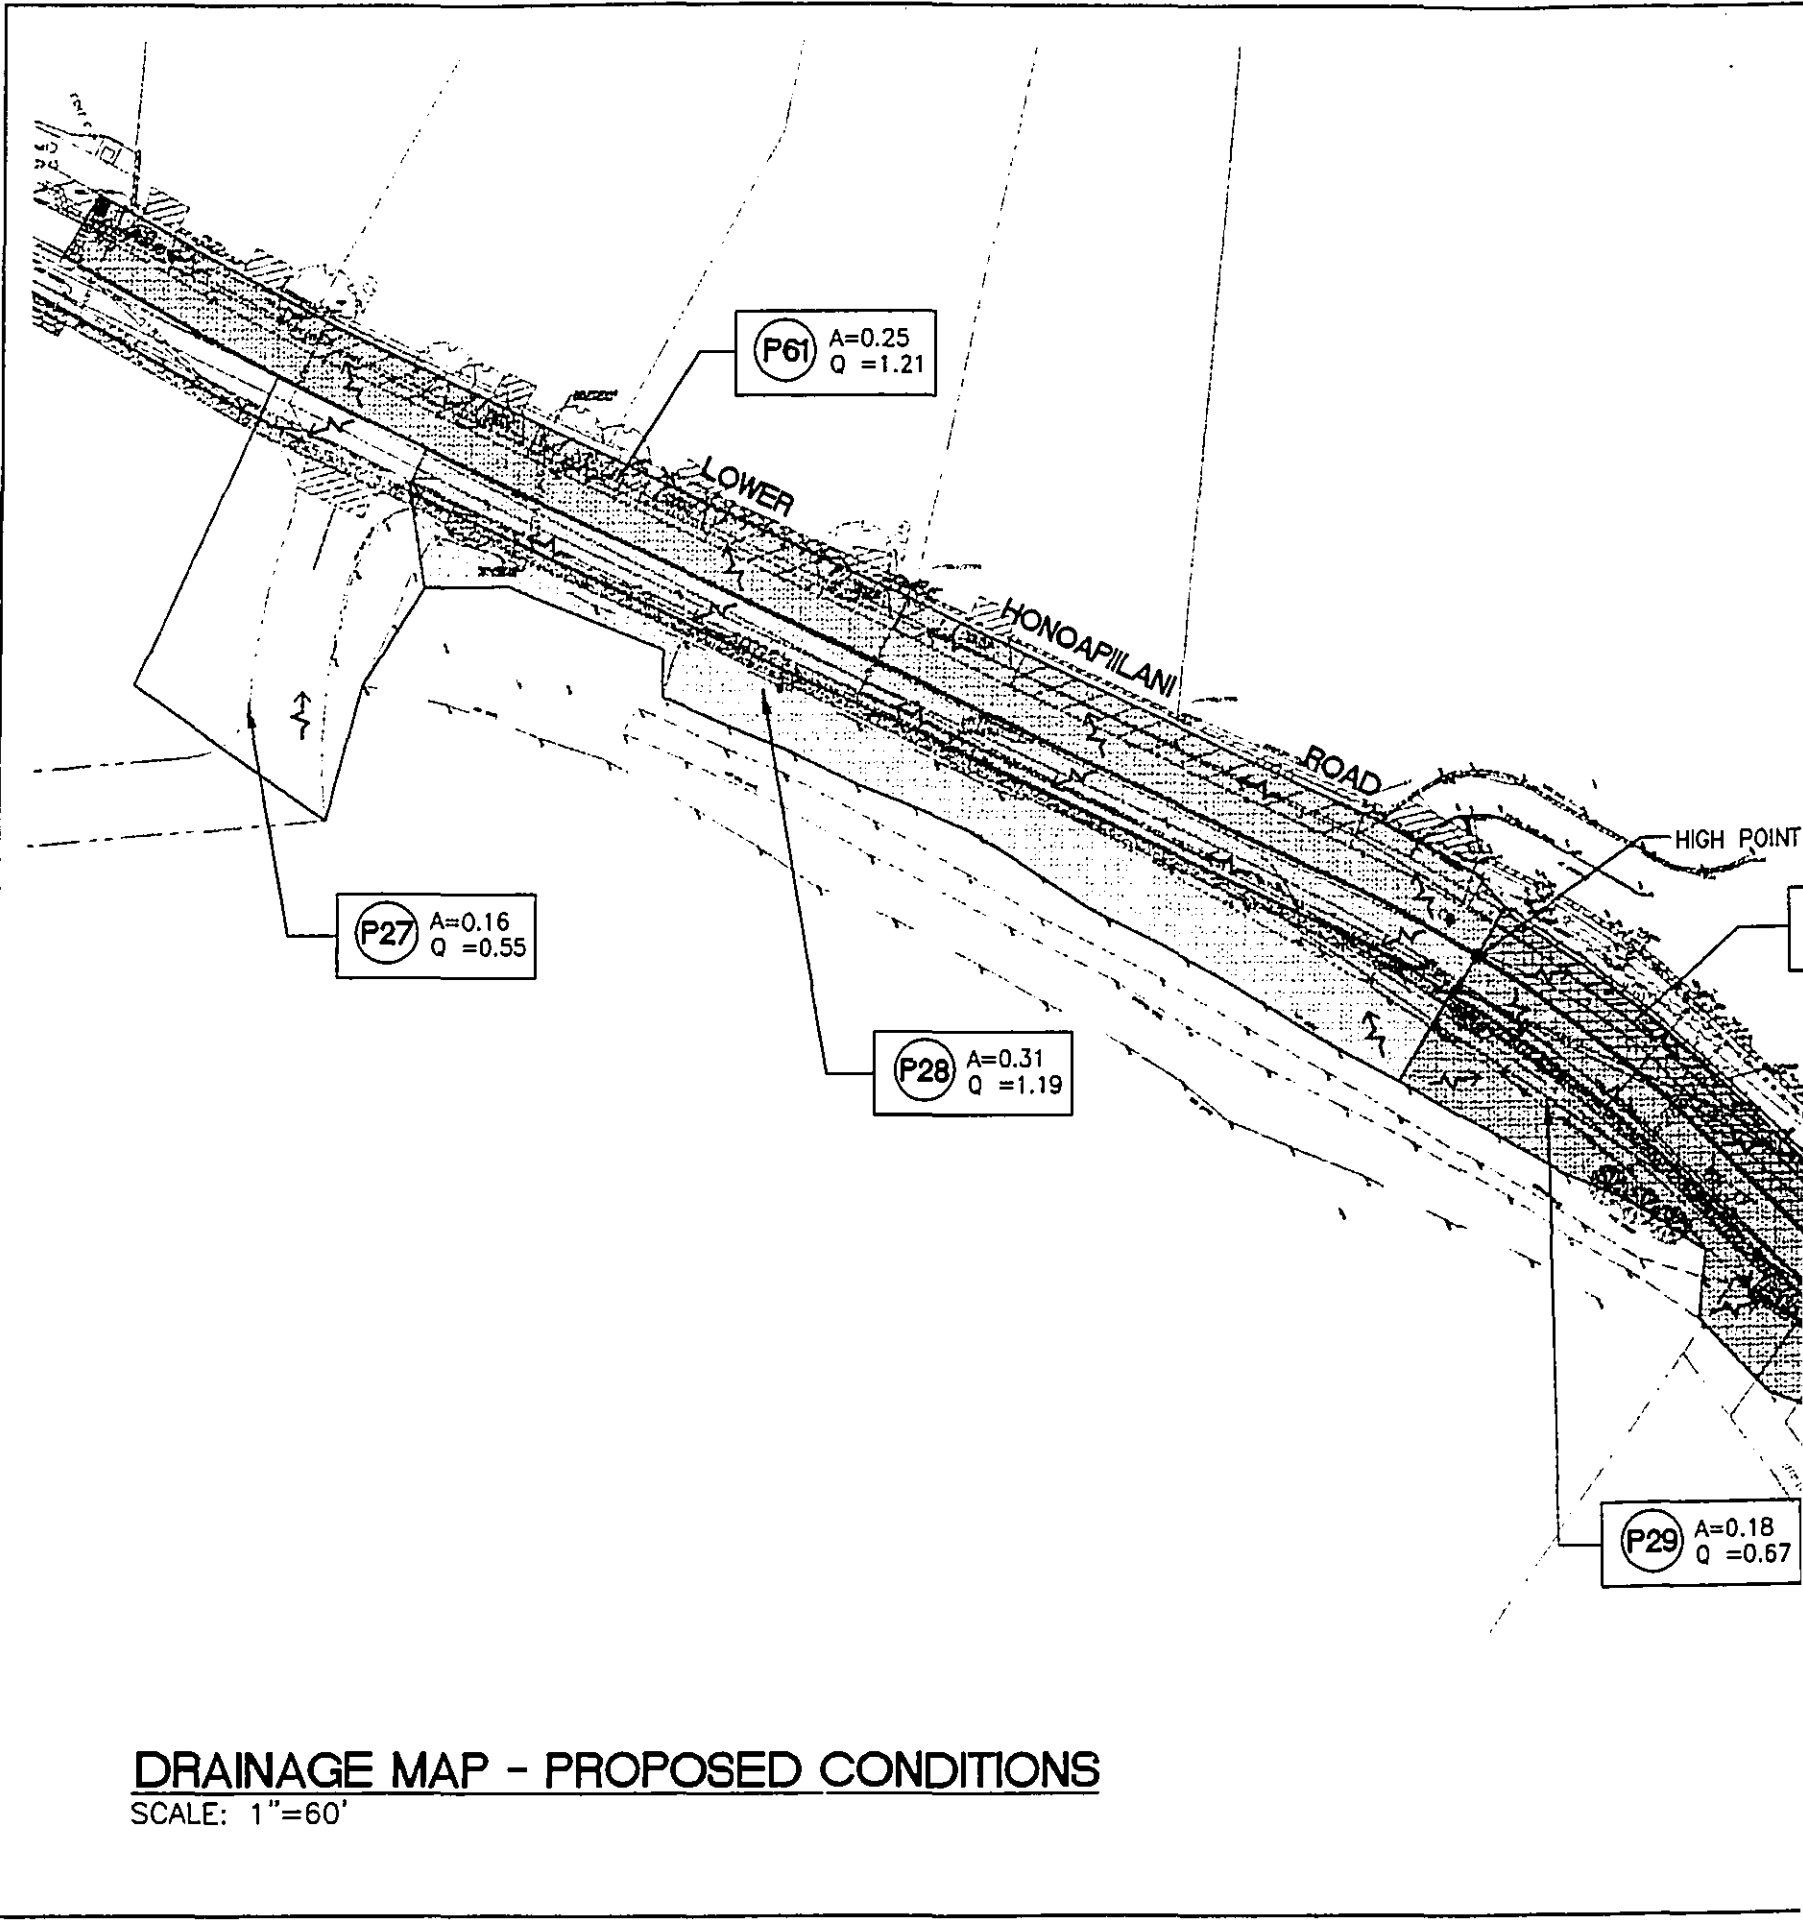 P61 A=0.25
Q =1.21
LOWER
HONOAPIILANI
ROAD
HIGH POINT
P27 A=0.16
Q =0.55
P28 A=0.31
Q =1.19
P29 A=0.18
Q =0.67
DRAINAGE MAP - PROPOSED CONDITIONS
SCALE: 1"=60'